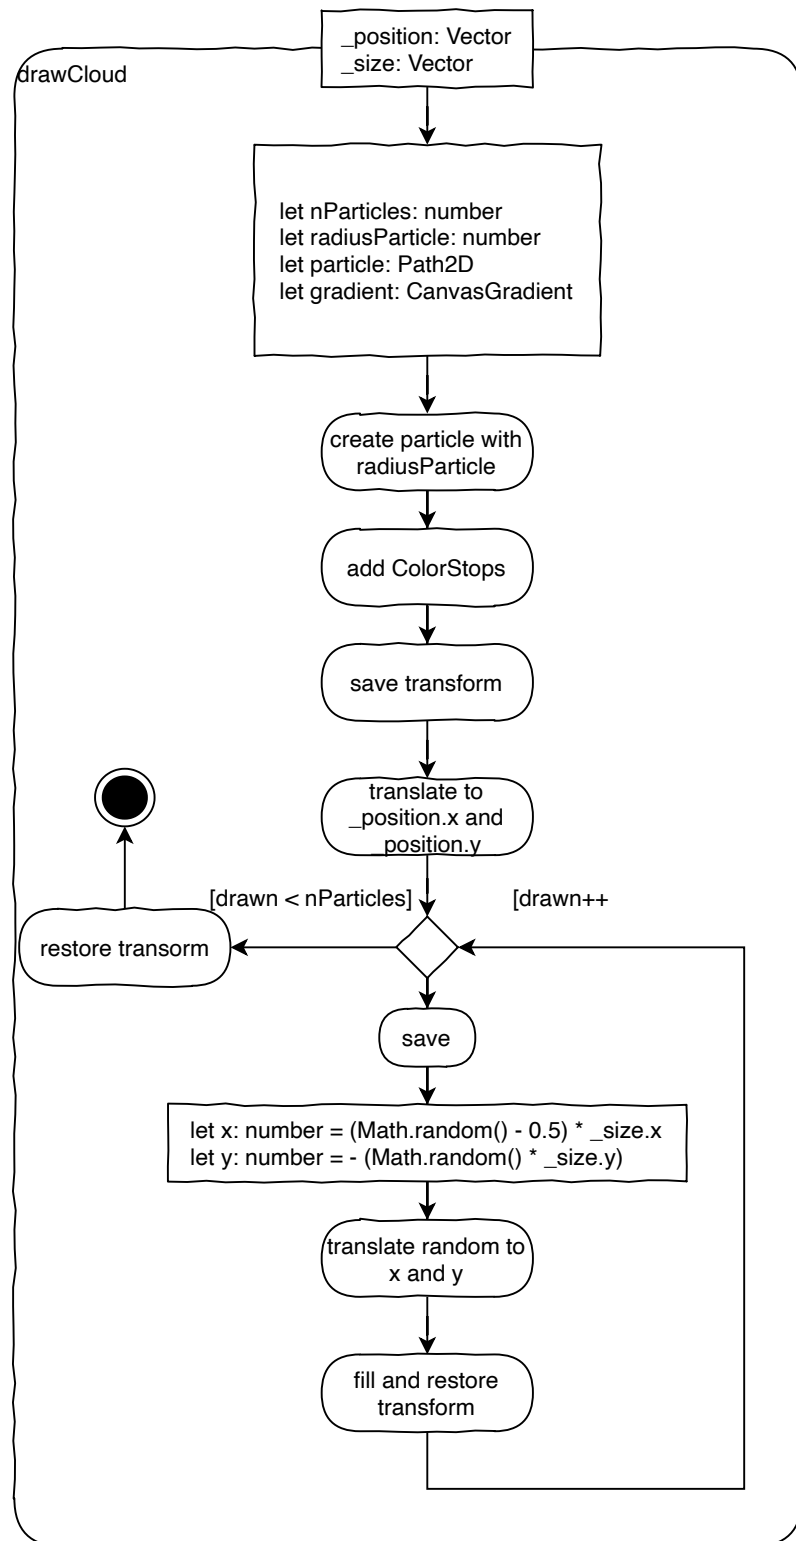 _position: Vector
_size: Vector
drawCloud
let nParticles: number
let radiusParticle: number
let particle: Path2D
let gradient: CanvasGradient
create particle with
radiusParticle
add ColorStops
save transform
translate to
_position.x and
_position.y
[drawn < nParticles]
[drawn++
restore transorm
save
let x: number = (Math.random() - 0.5) * _size.x
let y: number = - (Math.random() * _size.y)
translate random to
x and y
fill and restore
transform